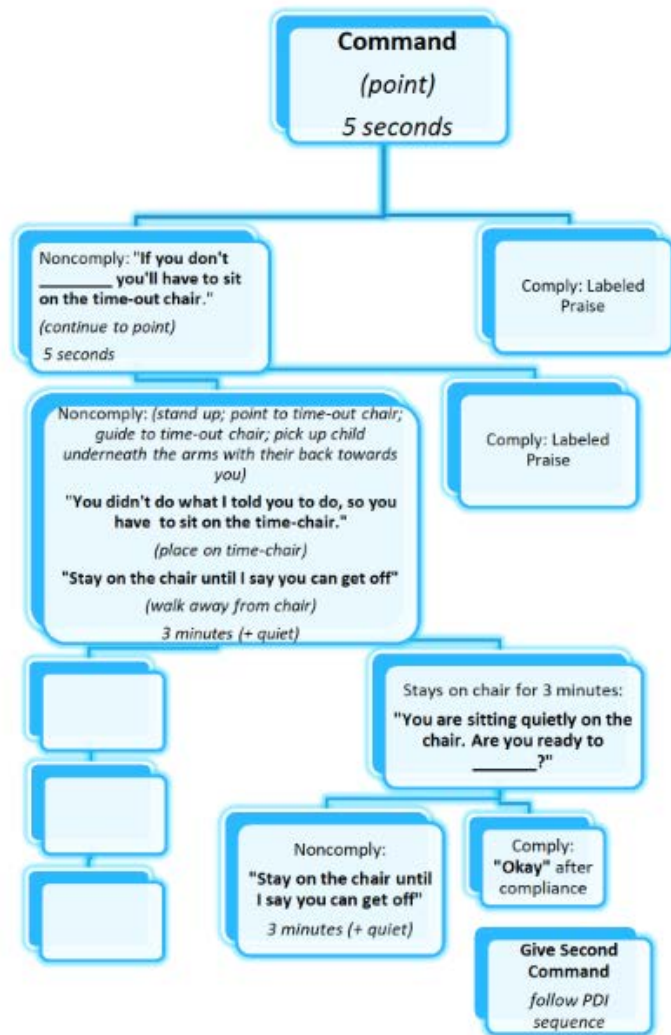 Command
(point)
5 seconds
Noncomply: "If you don't
________ you'll have to sit
on the time-out chair."
(continue to point)
5 seconds
Comply: Labeled
Praise
Noncomply: (stand up; point to time-out chair;
guide to time-out chair; pick up child
underneath the arms with their back towards
you)
"You didn't do what I told you to do, so you
have to sit on the time-chair."
(place on time-chair)
"Stay on the chair until I say you can get off"
(walk away from chair)
3 minutes (+ quiet)
Comply: Labeled
Praise
Stays on chair for 3 minutes:
"You are sitting quietly on the
chair. Are you ready to
_______?"
Noncomply:
"Stay on the chair until
I say you can get off"
3 minutes (+ quiet)
Comply:
"Okay" after
compliance
Give Second
Command
follow PDI
sequence